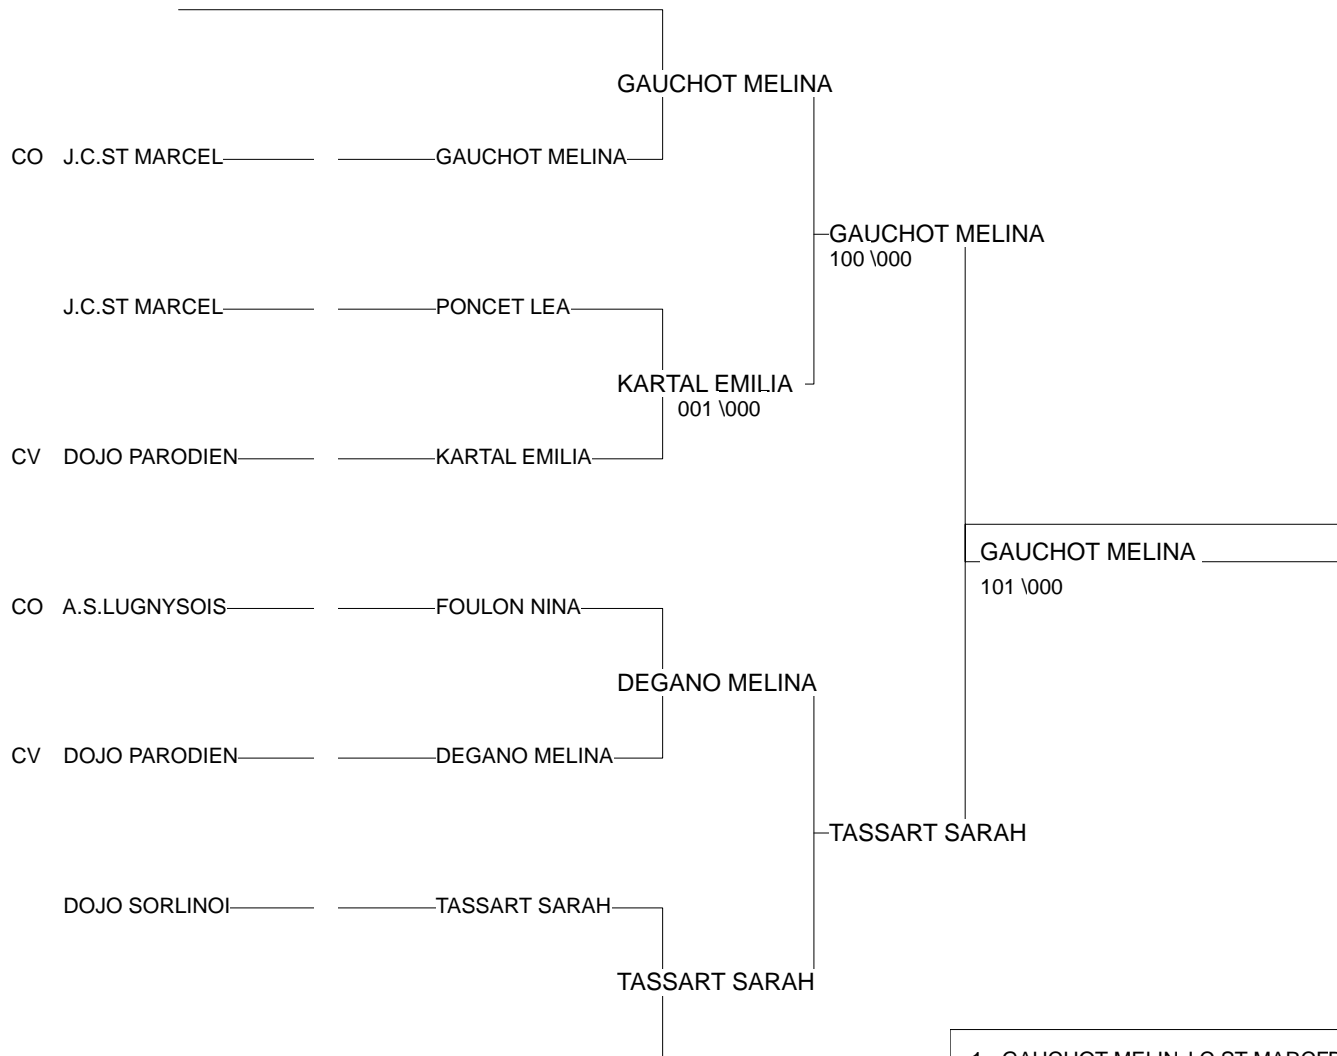 GAUCHOT MELINA
CO J.C.ST MARCEL GAUCHOT MELINA
GAUCHOT MELINA
100 \000
J.C.ST MARCEL PONCET LEA
KARTAL EMILIA
001 \000
CV DOJO PARODIEN KARTAL EMILIA
GAUCHOT MELINA
101 \000
CO A.S.LUGNYSOIS FOULON NINA
DEGANO MELINA
CV DOJO PARODIEN DEGANO MELINA
TASSART SARAH
DOJO SORLINOI TASSART SARAH
TASSART SARAH